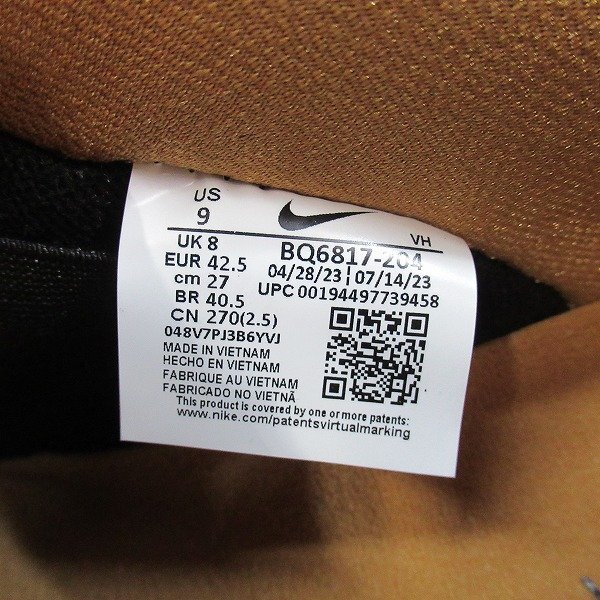 US
9
VH
UK 8
EUR 42.5
cm 27
BR 40.5
CN 270(2.5)
048V7PJ3B6YVJ
BQ6817-204
04/28/23 | 07/14/23
UPC 00194497739458
MADE IN VIETNAM
HECHO EN VIETNAM
FABRIQUE AU VIETNAM
FABRICADO NO VIETNÃ
This product is covered by one or more patents:
www.nike.com/patentsvirtualmarking